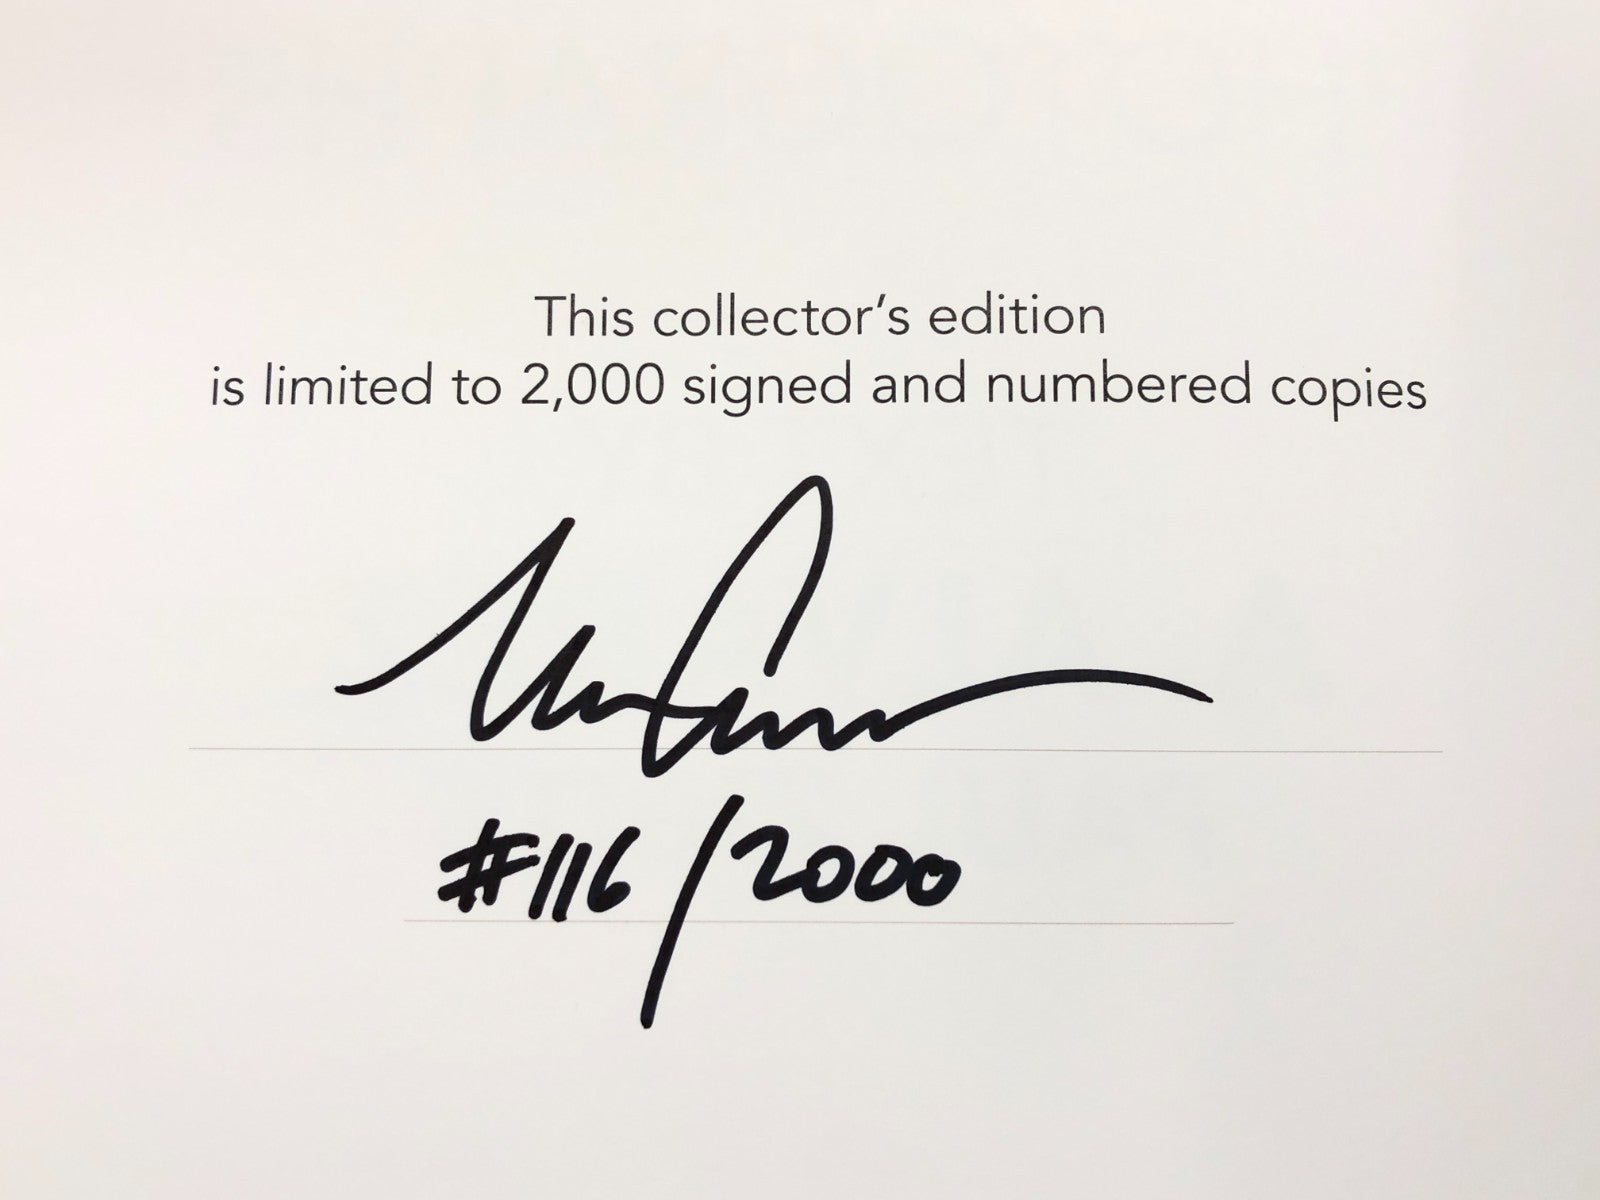 This collector’s edition
is limited to 2,000 signed and numbered copies
#116/2000